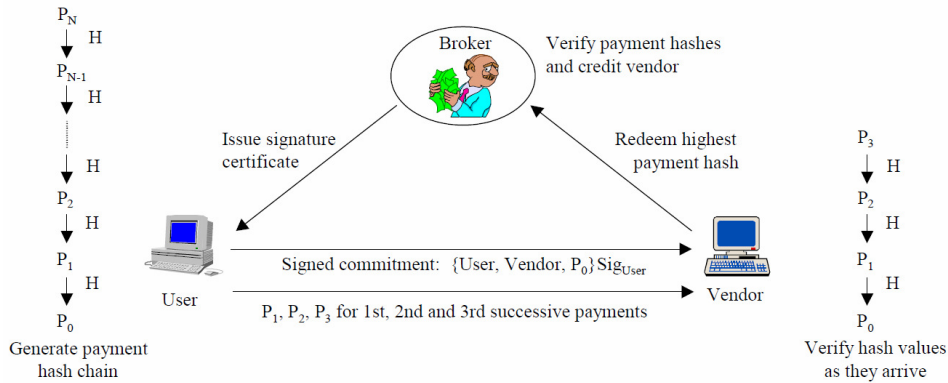 P_N
H
P_N-1
H
H
P_2
H
P_1
H
P_0
Generate payment
hash chain
Broker
Verify payment hashes
and credit vendor
Issue signature
certificate
Redeem highest
payment hash
User
Signed commitment: {User, Vendor, P_0}Sig_User
P_1, P_2, P_3 for 1st, 2nd and 3rd successive payments
Vendor
P_3
H
P_2
H
P_1
H
P_0
Verify hash values
as they arrive